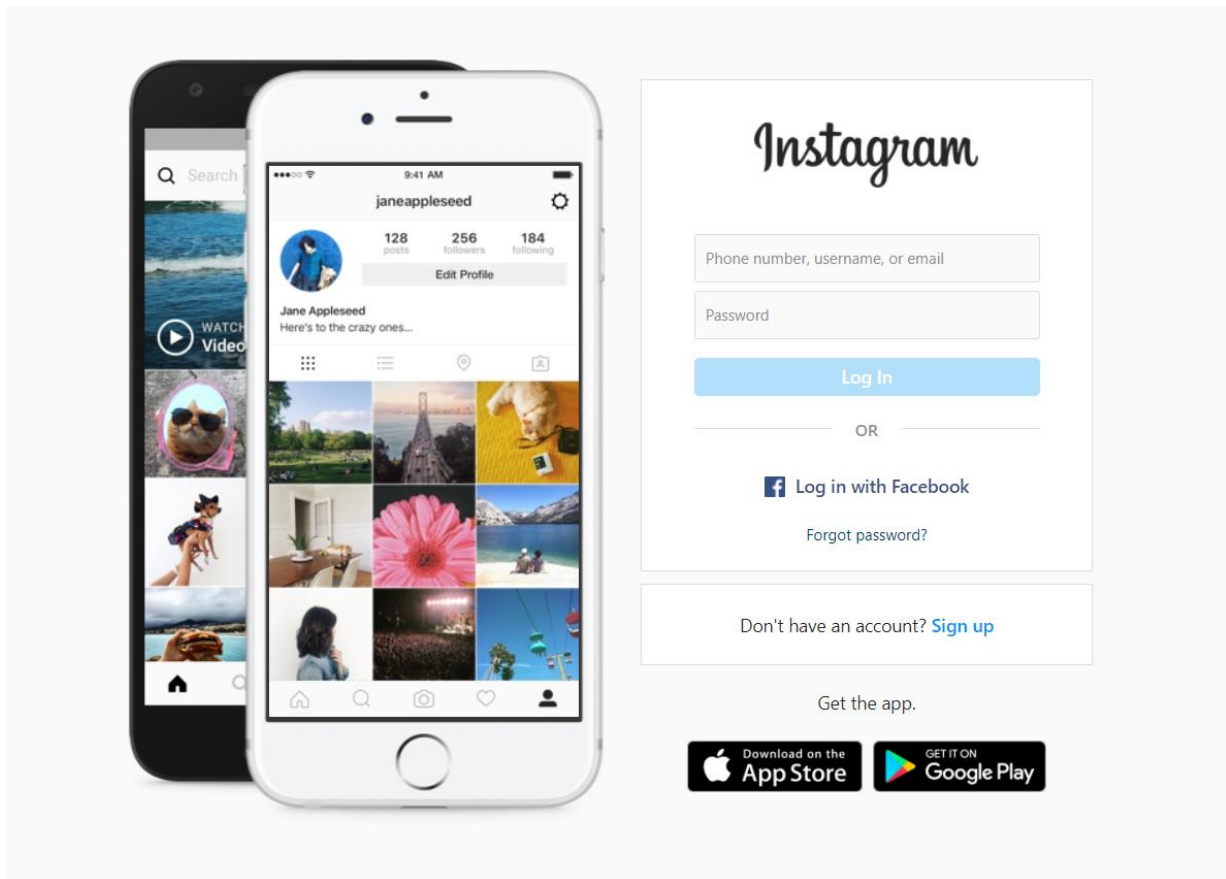 Search
WATCH
Video
9:41 AM
janeappleseed
128 256 184
posts followers following
Edit Profile
Jane Appleseed
Here's to the crazy ones...
Instagram
Phone number, username, or email
Password
Log In
OR
Log in with Facebook
Forgot password?
Don't have an account? Sign up
Get the app.
Download on the
App Store
GET IT ON
Google Play